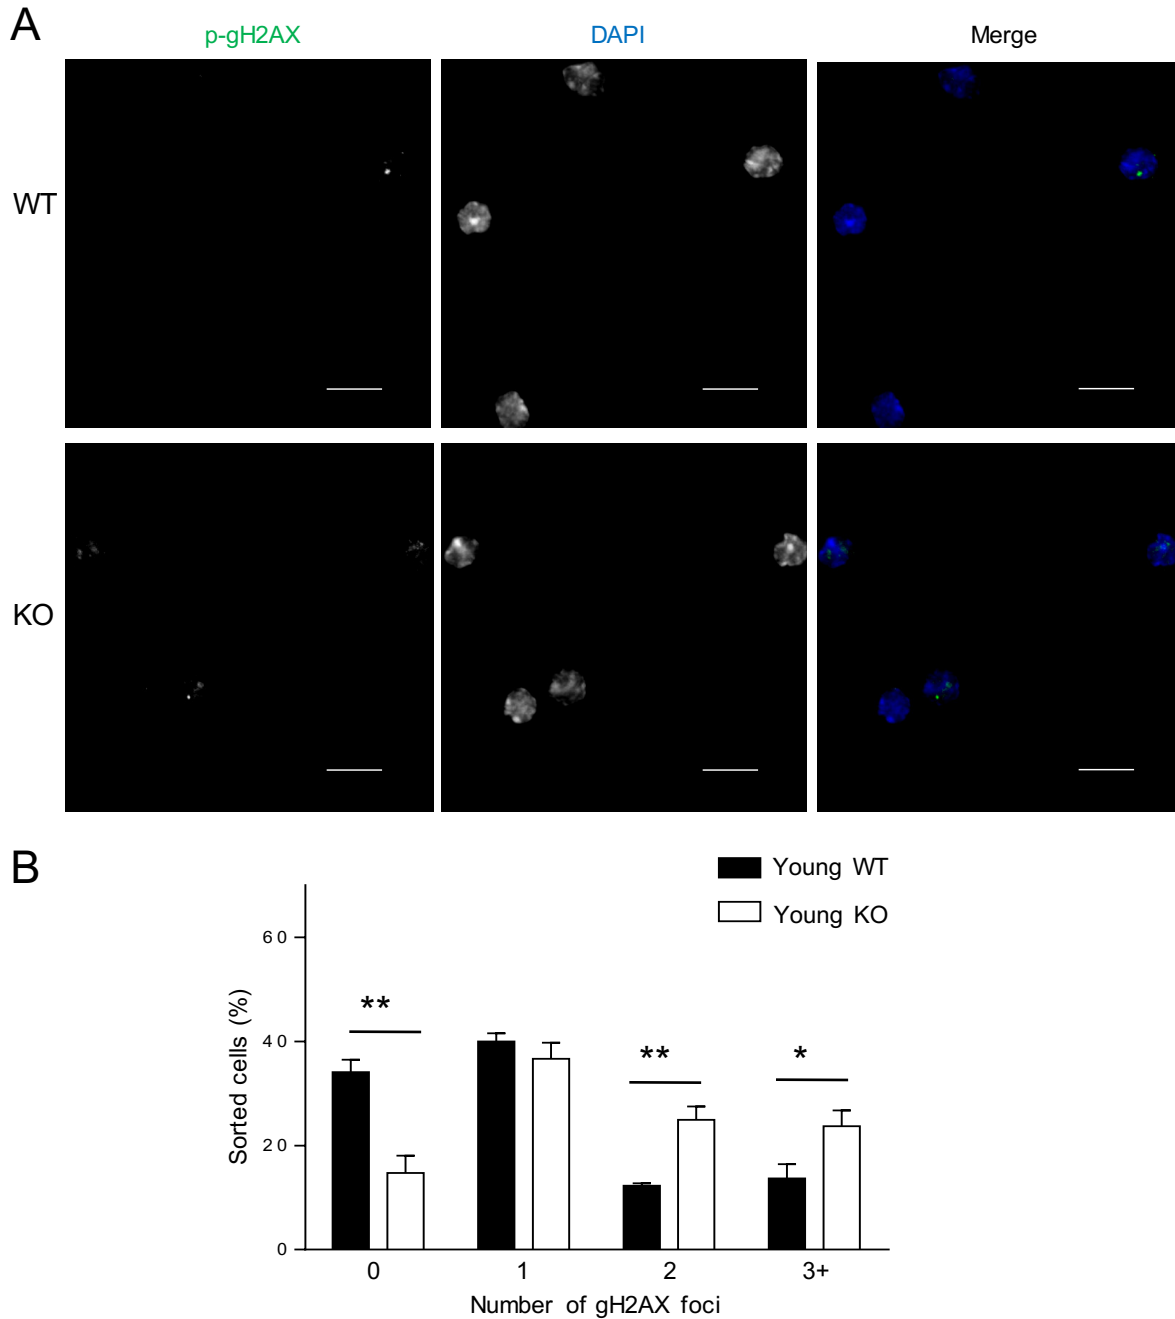 A
p-gH2AX DAPI Merge
WT
KO
B
Young WT
Young KO
Sorted cells (%)
60
40
20
0
** ** *
0 1 2 3+
Number of gH2AX foci